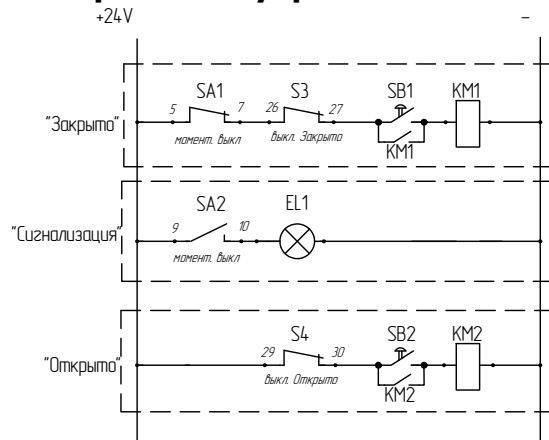 +24V –
SA1 S3 SB1 KM1
5 7 26 27
"Закрыто"
момент. выкл выкл. Закрыто
KM1
SA2 EL1
9 10
"Сигнализация"
момент. выкл
S4 SB2 KM2
29 30
"Открыто"
выкл. Открыто
KM2